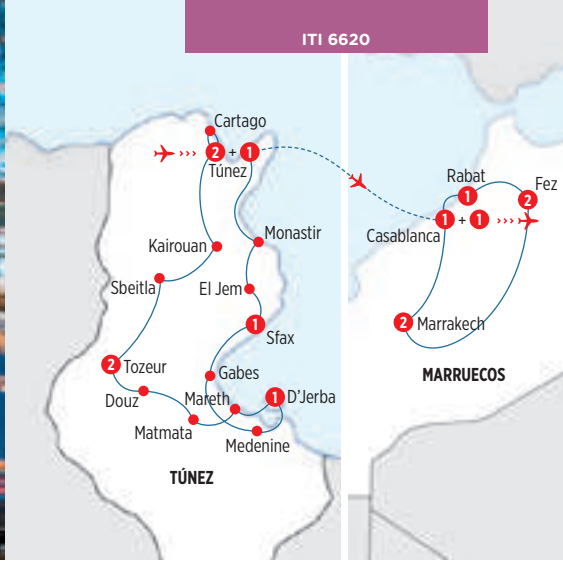 ITI 6620
Cartago
2 + 1
Túnez
Kairouan
Monastir
Sbeitla
El Jem
1
Sfax
2 Tozeur
Gabes
Douz
Mareth
1 D'Jerba
Matmata
Medenine
TÚNEZ
Rabat
1
Fez
2
Casablanca
1 + 1
2 Marrakech
MARRUECOS